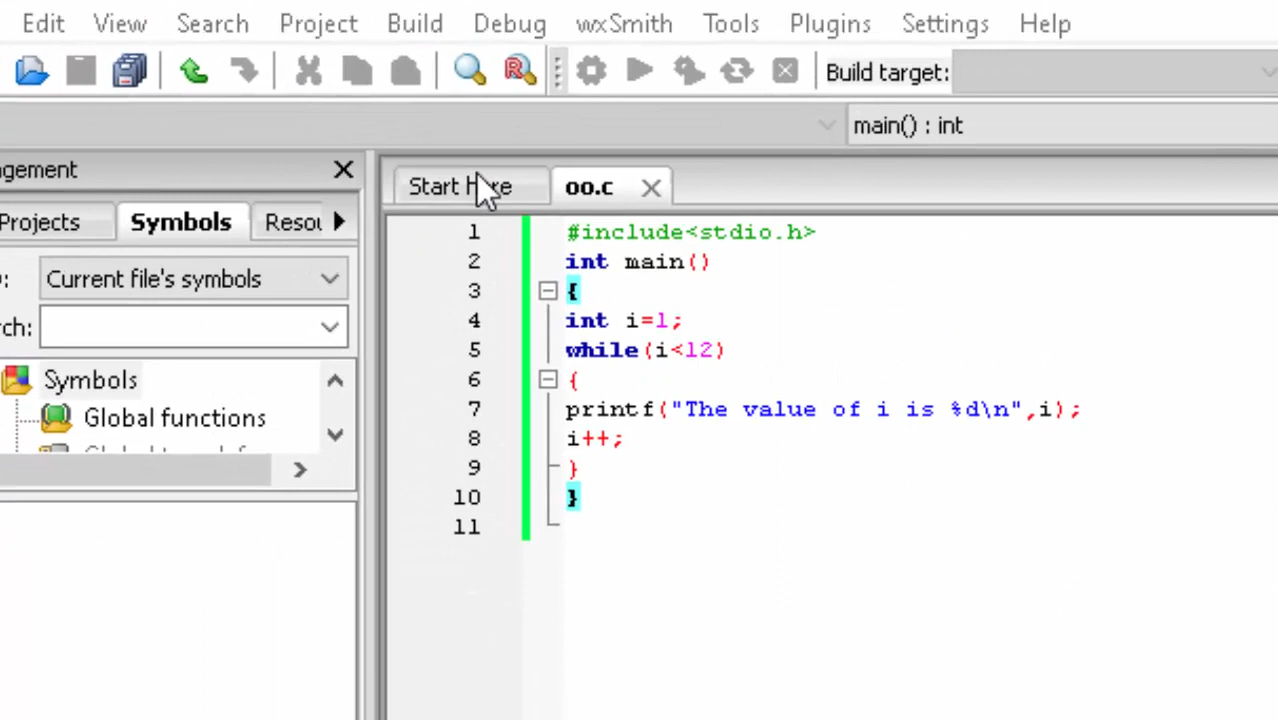 Edit View Search Project Build Debug wxSmith Tools Plugins Settings Help
Build target:
main() : int
agement
Start here oo.c
Projects Symbols Resou
Current file's symbols
rch:
Symbols
Global functions
1 #include<stdio.h>
2 int main()
3 {
4 int i=1;
5 while(i<12)
6 {
7 printf("The value of i is %d\n",i);
8 i++;
9 }
10 }
11